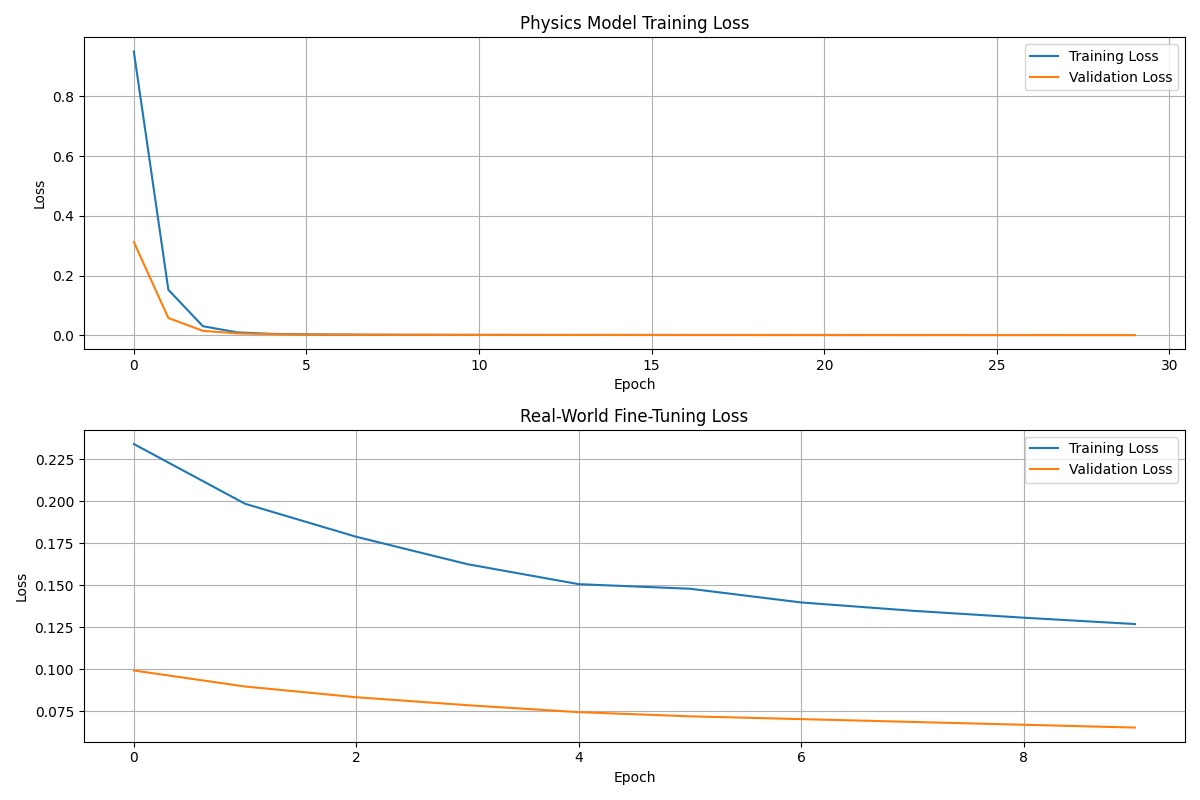 Physics Model Training Loss
Training Loss
Validation Loss
Loss
0.8
0.6
0.4
0.2
0.0
0 5 10 15 20 25 30
Epoch
Real-World Fine-Tuning Loss
Training Loss
Validation Loss
Loss
0.225
0.200
0.175
0.150
0.125
0.100
0.075
0 2 4 6 8
Epoch